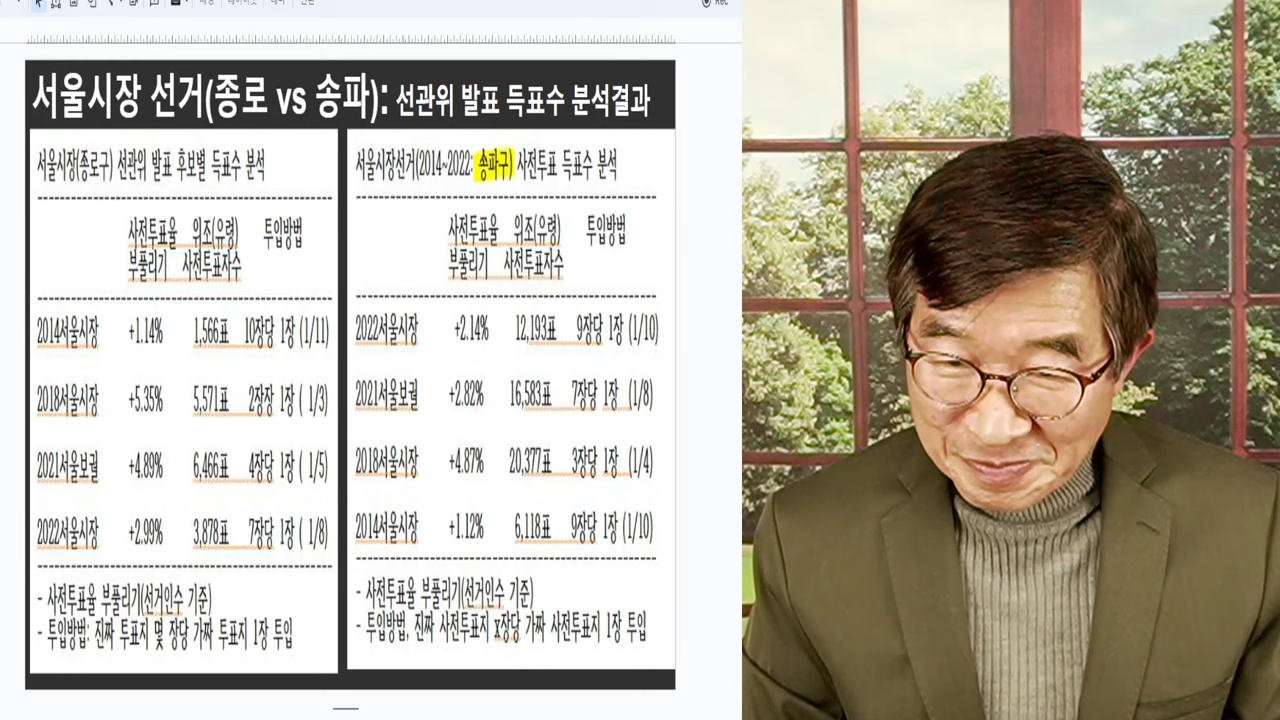 Rec
서울시장 선거(종로 vs 송파): 선관위 발표 득표수 분석결과
서울시장(종로구) 선관위 발표 후보별 득표수 분석
사전투표율 위조(유령) 투입방법
부풀리기 사전투표자수
2014서울시장 +1.14% 1,566표 10장당 1장 (1/11)
2018서울시장 +5.35% 5,571표 2장장 1장 ( 1/3)
2021서울보궐 +4.89% 6,466표 4장당 1장 ( 1/5)
2022서울시장 +2.99% 3,878표 7장당 1장 ( 1/8)
- 사전투표율 부풀리기(선거인수 기준)
- 투입방법: 진짜 투표지 몇 장당 가짜 투표지 1장 투입
서울시장선거(2014~2022: 송파구) 사전투표 득표수 분석
사전투표율 위조(유령) 투입방법
부풀리기 사전투표자수
2022서울시장 +2.14% 12,193표 9장당 1장 (1/10)
2021서울보궐 +2.82% 16,583표 7장당 1장 (1/8)
2018서울시장 +4.87% 20,377표 3장당 1장 (1/4)
2014서울시장 +1.12% 6,118표 9장당 1장 (1/10)
- 사전투표율 부풀리기(선거인수 기준)
- 투입방법, 진짜 사전투표지 x장당 가짜 사전투표지 1장 투입